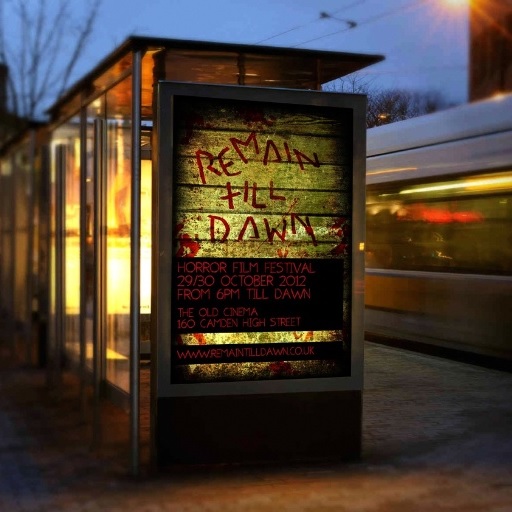 REMAIN
TILL
DAWN
HORROR FILM FESTIVAL
29/30 OCTOBER 2012
FROM 6PM TILL DAWN
THE OLD CINEMA
160 CAMDEN HIGH STREET
WWW.REMAINTILLDAWN.CO.UK